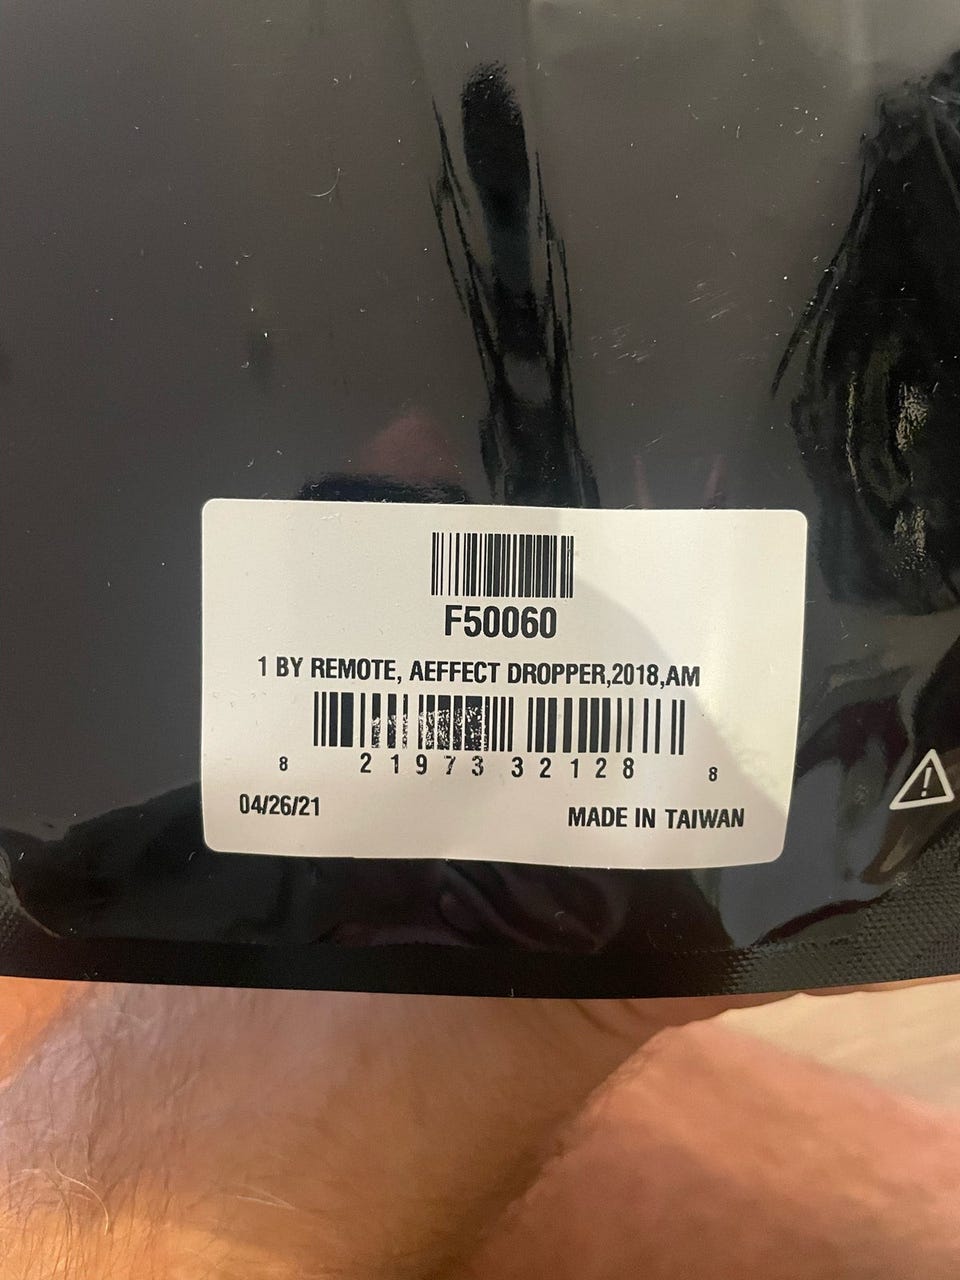 F50060
1 BY REMOTE, AEFFECT DROPPER,2018,AM
8 21973 32128 8
04/26/21
MADE IN TAIWAN